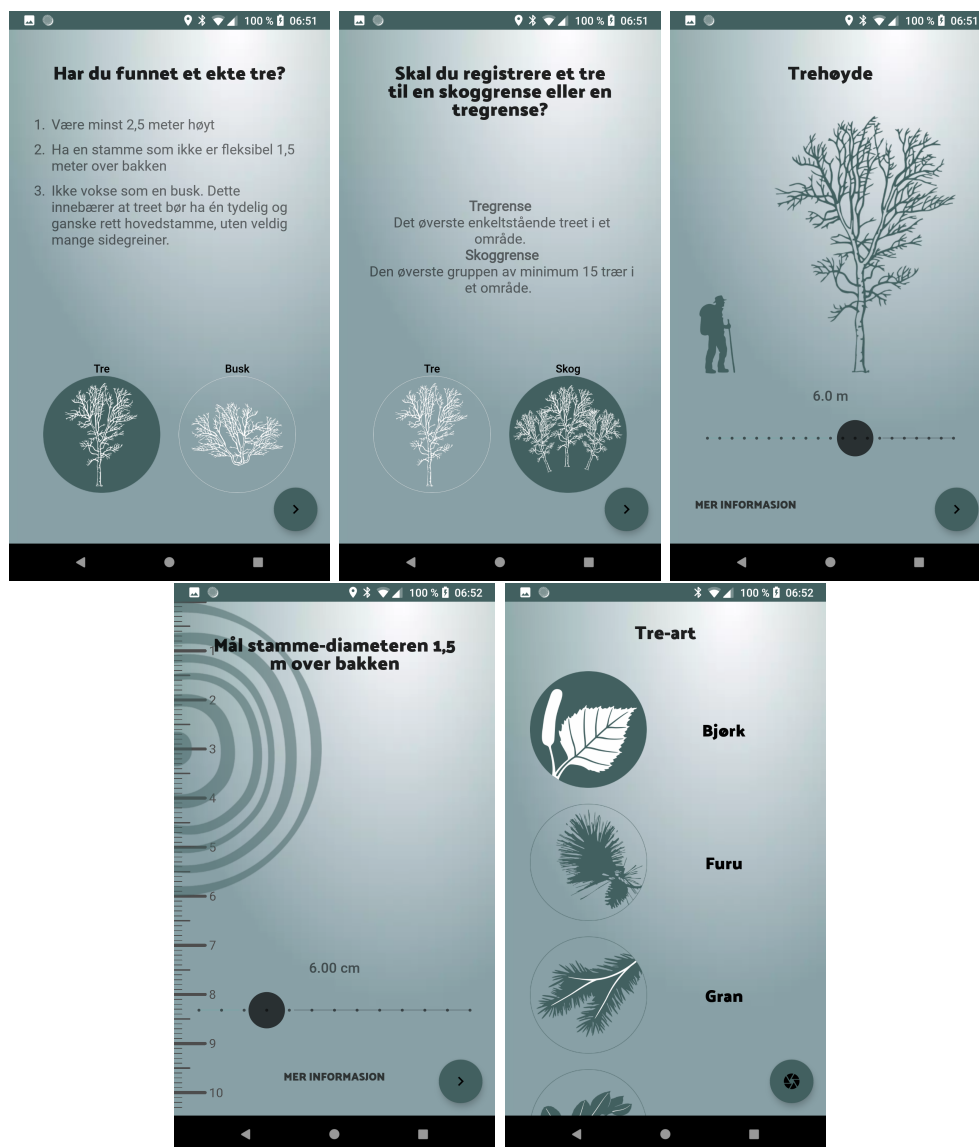 100 % 06:51
Har du funnet et ekte tre?
1. Være minst 2,5 meter høyt
2. Ha en stamme som ikke er fleksibel 1,5
meter over bakken
3. Ikke vokse som en busk. Dette
innebærer at treet bør ha én tydelig og
ganske rett hovedstamme, uten veldig
mange sidegreiner.
Tre
Busk
100 % 06:51
Skal du registrere et tre
til en skoggrense eller en
tregrense?
Tregrense
Det øverste enkeltstående treet i et
område.
Skoggrense
Den øverste gruppen av minimum 15 trær i
et område.
Tre
Skog
100 % 06:51
Trehøyde
6.0 m
MER INFORMASJON
100 % 06:52
Mål stamme-diameteren 1,5
m over bakken
1
2
3
4
5
6
7
8
9
10
6.00 cm
MER INFORMASJON
100 % 06:52
Tre-art
Bjørk
Furu
Gran